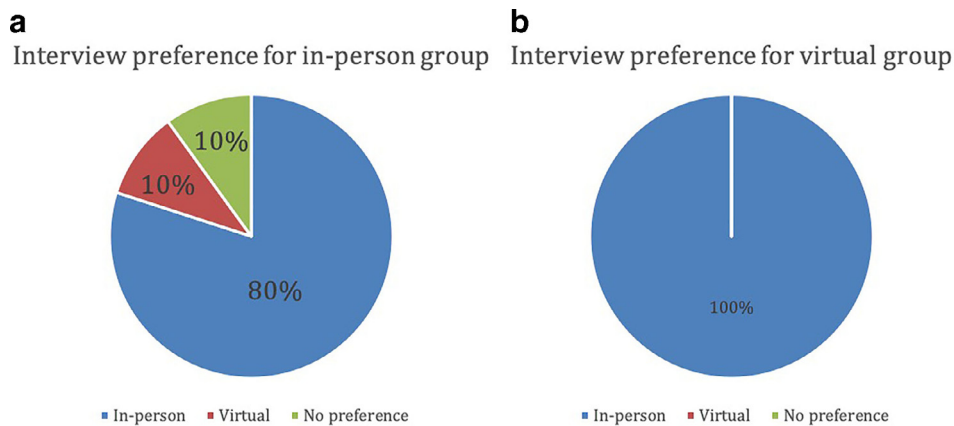 a
Interview preference for in-person group
10%
10%
80%
In-person Virtual No preference
b
Interview preference for virtual group
100%
In-person Virtual No preference